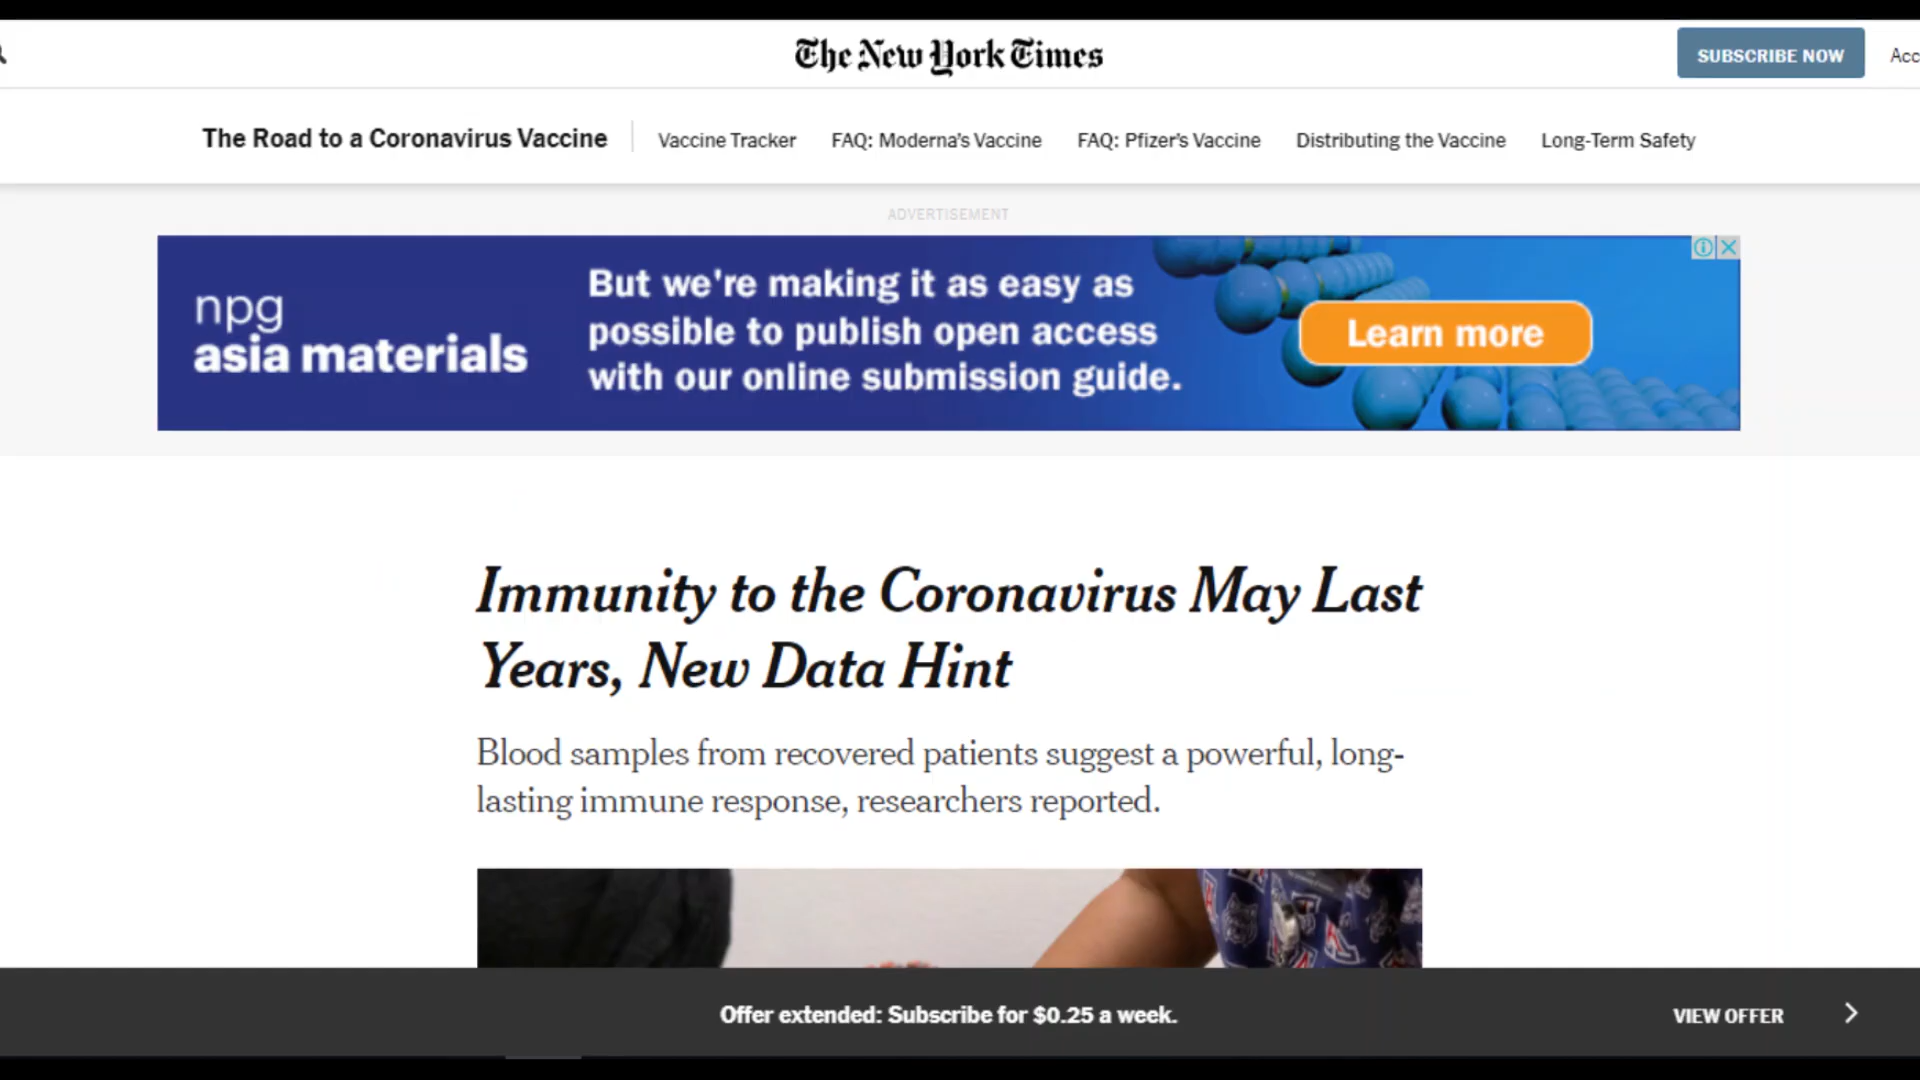 The New York Times
SUBSCRIBE NOW
Acc
The Road to a Coronavirus Vaccine
Vaccine Tracker
FAQ: Moderna's Vaccine
FAQ: Pfizer's Vaccine
Distributing the Vaccine
Long-Term Safety
ADVERTISEMENT
npg
asia materials
But we're making it as easy as
possible to publish open access
with our online submission guide.
Learn more
Immunity to the Coronavirus May Last
Years, New Data Hint
Blood samples from recovered patients suggest a powerful, long-
lasting immune response, researchers reported.
Offer extended: Subscribe for $0.25 a week.
VIEW OFFER